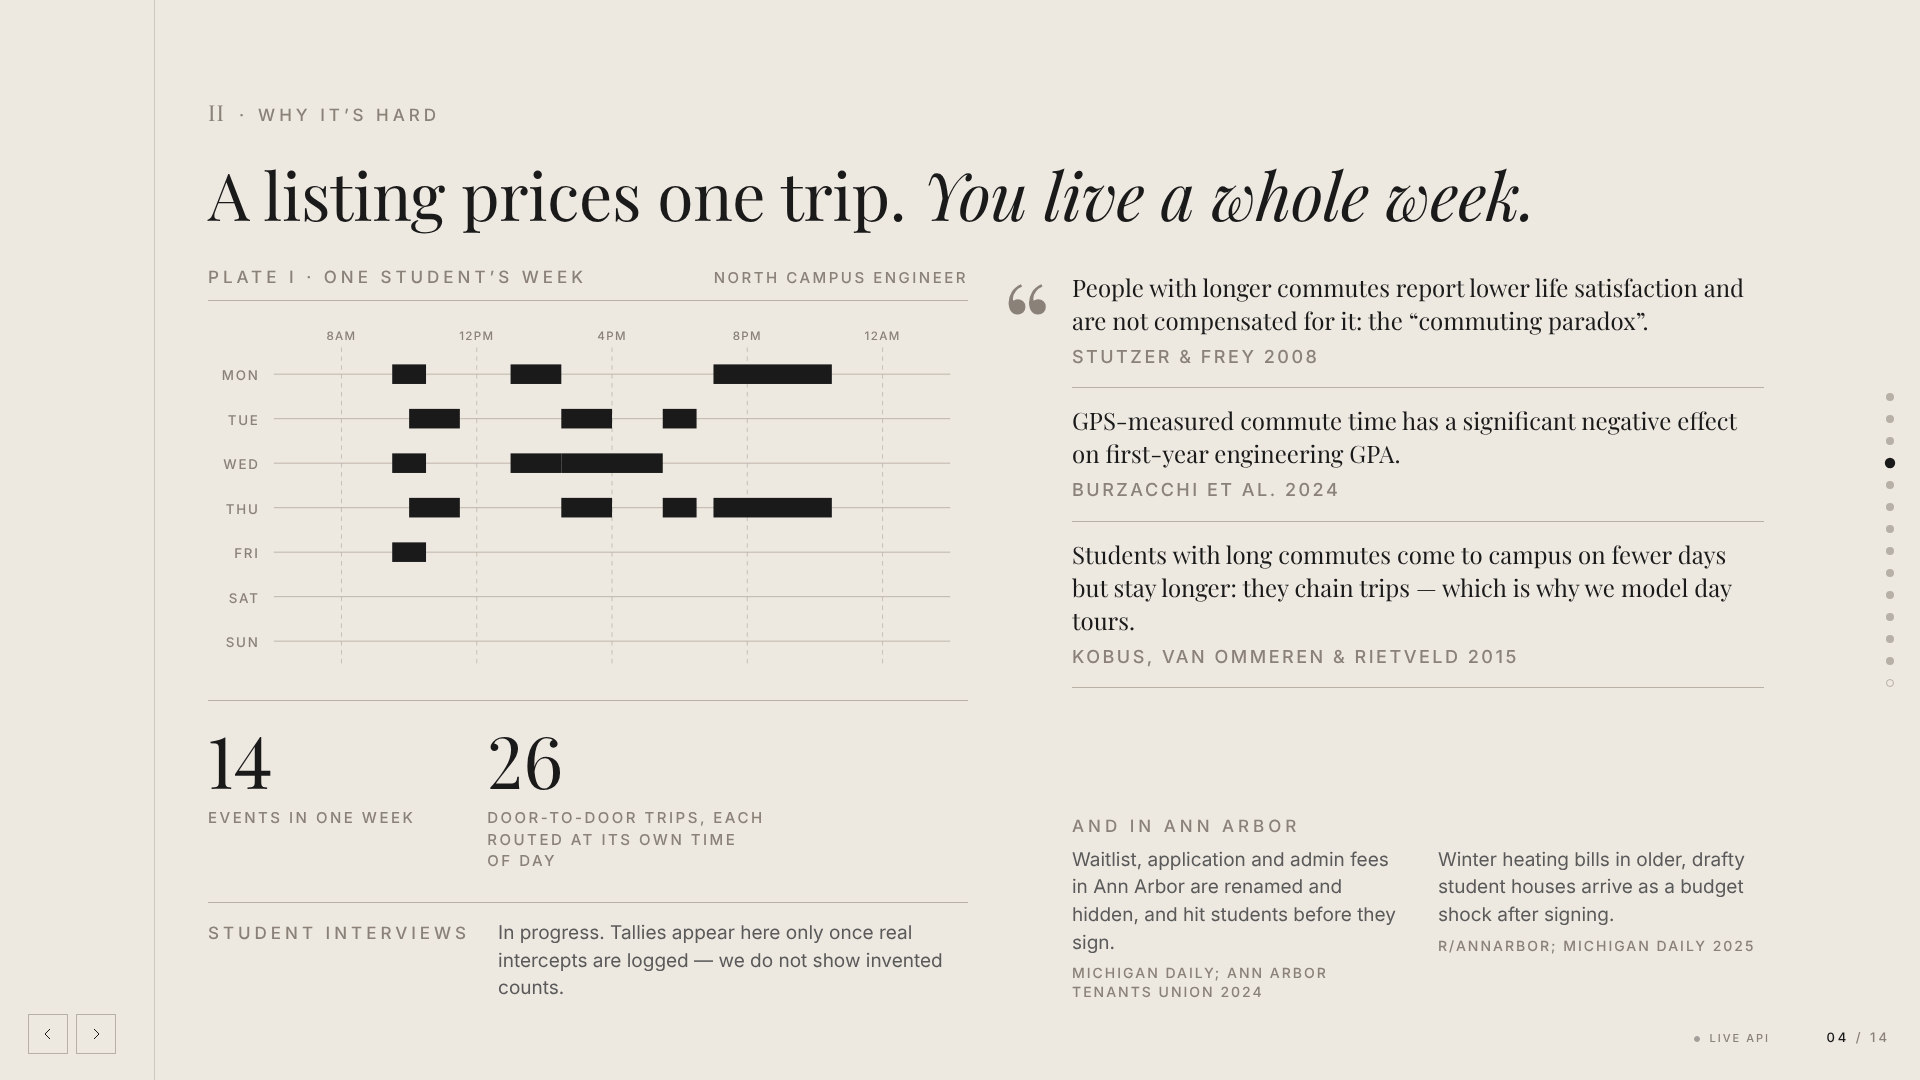 II · WHY IT’S HARD
A listing prices one trip. You live a whole week.
PLATE I · ONE STUDENT’S WEEK
NORTH CAMPUS ENGINEER
8AM 12PM 4PM 8PM 12AM
MON
TUE
WED
THU
FRI
SAT
SUN
14
EVENTS IN ONE WEEK
26
DOOR-TO-DOOR TRIPS, EACH
ROUTED AT ITS OWN TIME
OF DAY
STUDENT INTERVIEWS
In progress. Tallies appear here only once real
intercepts are logged — we do not show invented
counts.
“
People with longer commutes report lower life satisfaction and
are not compensated for it: the “commuting paradox”.
STUTZER & FREY 2008
GPS-measured commute time has a significant negative effect
on first-year engineering GPA.
BURZACCHI ET AL. 2024
Students with long commutes come to campus on fewer days
but stay longer: they chain trips — which is why we model day
tours.
KOBUS, VAN OMMEREN & RIETVELD 2015
AND IN ANN ARBOR
Waitlist, application and admin fees
in Ann Arbor are renamed and
hidden, and hit students before they
sign.
MICHIGAN DAILY; ANN ARBOR
TENANTS UNION 2024
Winter heating bills in older, drafty
student houses arrive as a budget
shock after signing.
R/ANNARBOR; MICHIGAN DAILY 2025
LIVE API
04 / 14